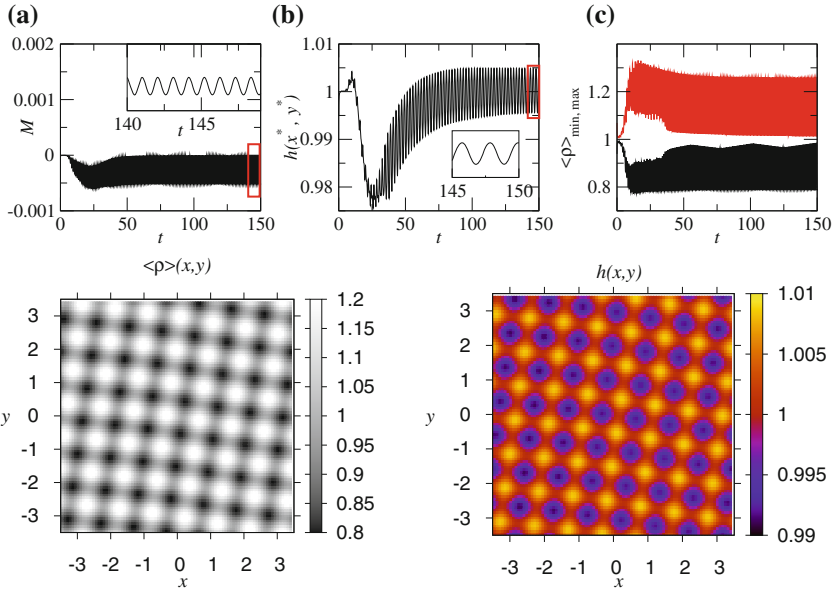 (a) (b) (c)
0.002
0.001
0
-0.001
M
140 145
t
0 50 100 150
t
1.01
1
0.99
0.98
h(x*, y*)
145 150
0 50 100 150
t
1.2
1
0.8
<ρ>min, max
0 50 100 150
t
<ρ>(x,y)
3
2
1
0
-1
-2
-3
y
-3 -2 -1 0 1 2 3
x
1.2
1.15
1.1
1.05
1
0.95
0.9
0.85
0.8
h(x,y)
3
2
1
0
-1
-2
-3
y
-3 -2 -1 0 1 2 3
x
1.01
1.005
1
0.995
0.99